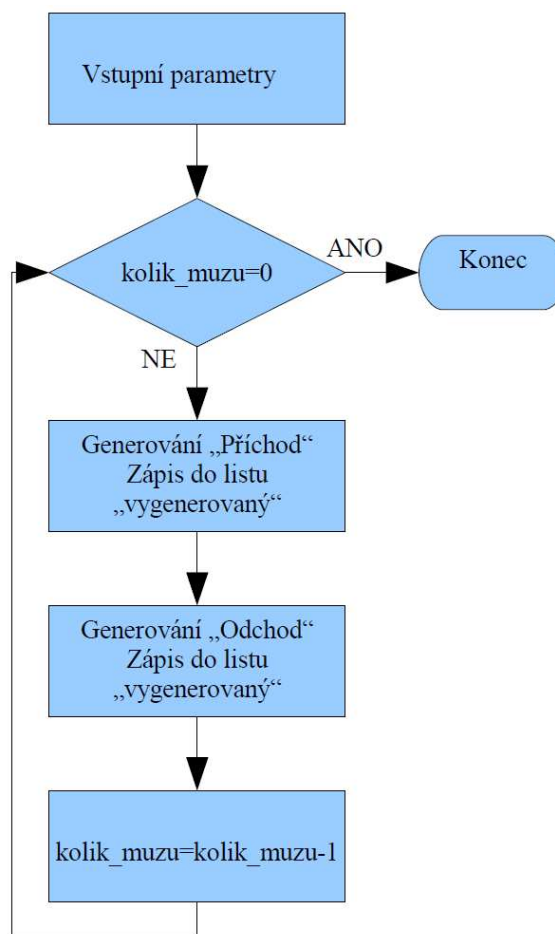 Vstupní parametry
kolik_muzu=0
ANO
Konec
NE
Generování „Příchod“
Zápis do listu
„vygenerovaný“
Generování „Odchod“
Zápis do listu
„vygenerovaný“
kolik_muzu=kolik_muzu-1